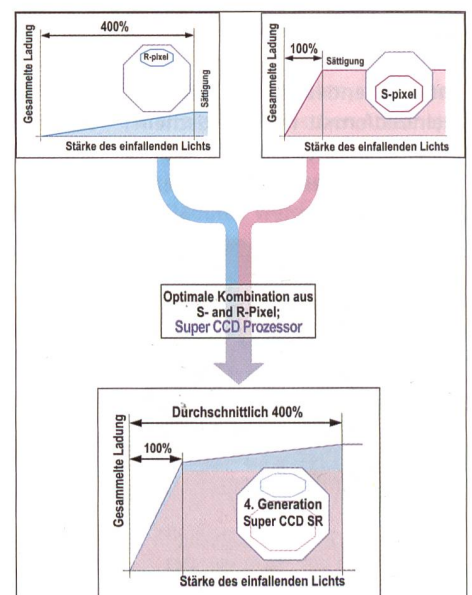 400%
R-pixel
Gesammelte Ladung
Sättigung
Stärke des einfallenden Lichts
100%
Sättigung
S-pixel
Gesammelte Ladung
Stärke des einfallenden Lichts
Optimale Kombination aus
S- and R-Pixel;
Super CCD Prozessor
Durchschnittlich 400%
100%
Gesammelte Ladung
4. Generation
Super CCD SR
Stärke des einfallenden Lichts